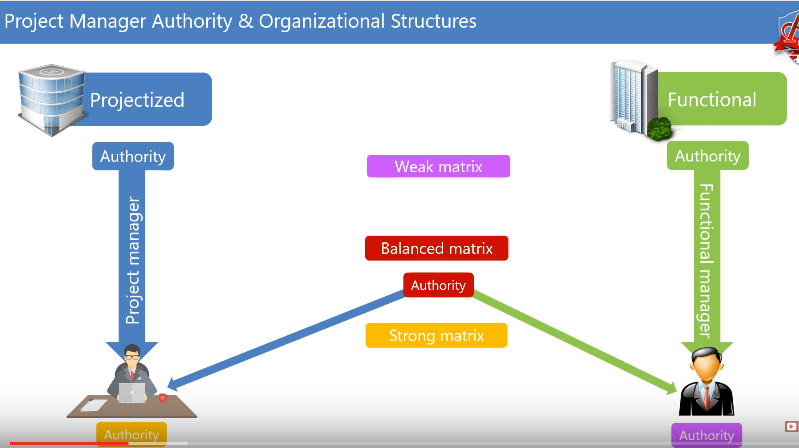 Project Manager Authority & Organizational Structures
Projectized
Functional
Authority
Authority
Weak matrix
Project manager
Functional manager
Balanced matrix
Authority
Strong matrix
Authority
Authority